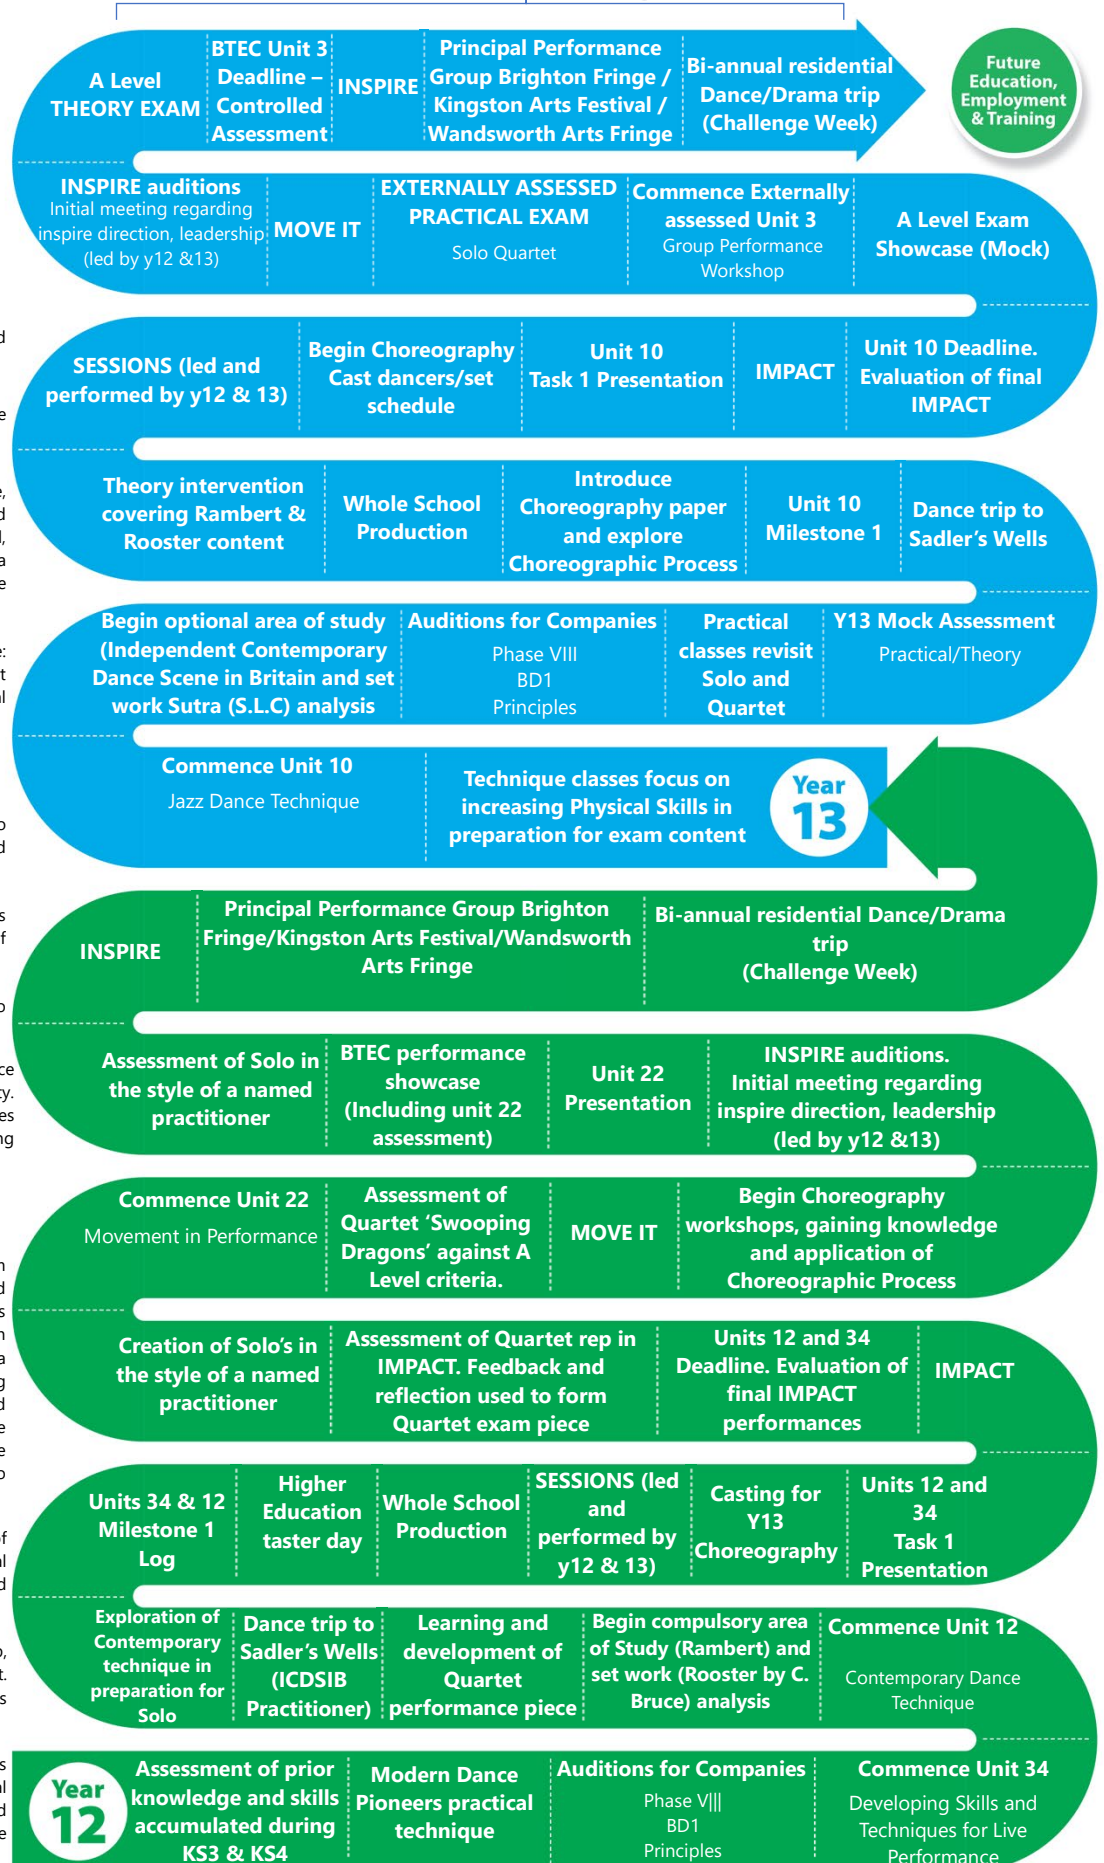 A Level
THEORY EXAM
BTEC Unit 3
Deadline –
Controlled
Assessment
INSPIRE
Principal Performance
Group Brighton Fringe /
Kingston Arts Festival /
Wandsworth Arts Fringe
Bi-annual residential
Dance/Drama trip
(Challenge Week)
Future
Education,
Employment
& Training
INSPIRE auditions
Initial meeting regarding
inspire direction, leadership
(led by y12 &13)
MOVE IT
EXTERNALLY ASSESSED
PRACTICAL EXAM
Solo Quartet
Commence Externally
assessed Unit 3
Group Performance
Workshop
A Level Exam
Showcase (Mock)
SESSIONS (led and
performed by y12 & 13)
Begin Choreography
Cast dancers/set
schedule
Unit 10
Task 1 Presentation
IMPACT
Unit 10 Deadline.
Evaluation of final
IMPACT
Theory intervention
covering Rambert &
Rooster content
Whole School
Production
Introduce
Choreography paper
and explore
Choreographic Process
Unit 10
Milestone 1
Dance trip to
Sadler's Wells
Begin optional area of study
(Independent Contemporary
Dance Scene in Britain and set
work Sutra (S.L.C) analysis
Auditions for Companies
Phase VIII
BD1
Principles
Practical
classes revisit
Solo and
Quartet
Y13 Mock Assessment
Practical/Theory
Commence Unit 10
Jazz Dance Technique
Technique classes focus on
increasing Physical Skills in
preparation for exam content
Year
13
INSPIRE
Principal Performance Group Brighton
Fringe/Kingston Arts Festival/Wandsworth
Arts Fringe
Bi-annual residential Dance/Drama
trip
(Challenge Week)
Assessment of Solo in
the style of a named
practitioner
BTEC performance
showcase
(Including unit 22
assessment)
Unit 22
Presentation
INSPIRE auditions.
Initial meeting regarding
inspire direction, leadership
(led by y12 &13)
Commence Unit 22
Movement in Performance
Assessment of
Quartet 'Swooping
Dragons' against A
Level criteria.
MOVE IT
Begin Choreography
workshops, gaining knowledge
and application of
Choreographic Process
Creation of Solo's in
the style of a named
practitioner
Assessment of Quartet rep in
IMPACT. Feedback and
reflection used to form
Quartet exam piece
Units 12 and 34
Deadline. Evaluation of
final IMPACT
performances
IMPACT
Units 34 & 12
Milestone 1
Log
Higher
Education
taster day
Whole School
Production
SESSIONS (led
and
performed by
y12 & 13)
Casting for
Y13
Choreography
Units 12 and
34
Task 1
Presentation
Exploration of
Contemporary
technique in
preparation for
Solo
Dance trip to
Sadler's Wells
(ICDSIB
Practitioner)
Learning and
development of
Quartet
performance piece
Begin compulsory area
of Study (Rambert) and
set work (Rooster by C.
Bruce) analysis
Commence Unit 12
Contemporary Dance
Technique
Year
12
Assessment of prior
knowledge and skills
accumulated during
KS3 & KS4
Modern Dance
Pioneers practical
technique
Auditions for Companies
Phase V|||
BD1
Principles
Commence Unit 34
Developing Skills and
Techniques for Live
Performance